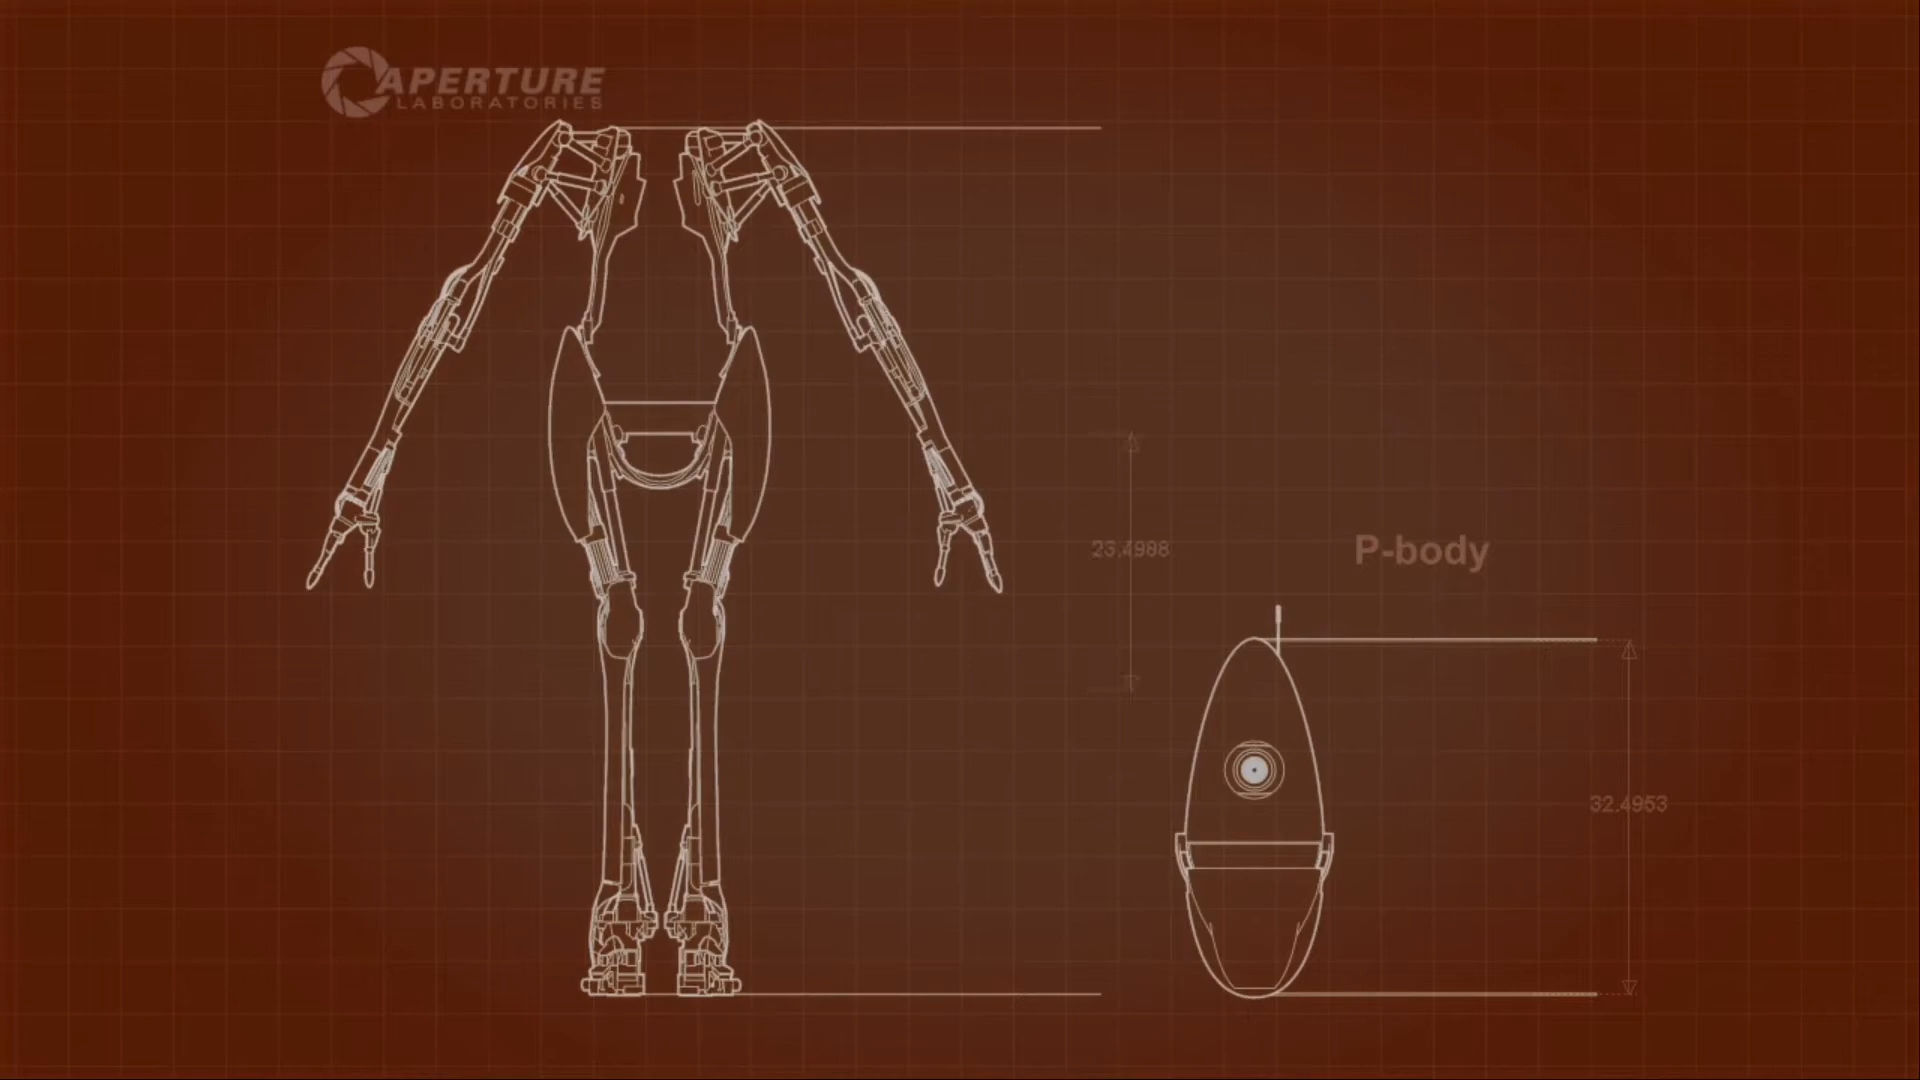 APERTURE
LABORATORIES
23.4988
P-body
32.4953